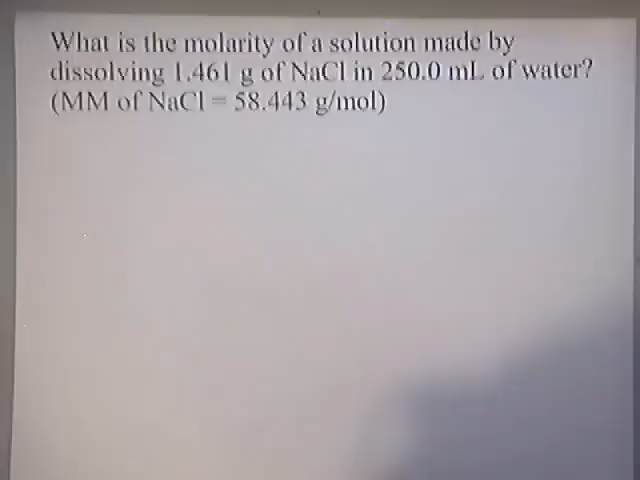 What is the molarity of a solution made by
dissolving 1.461 g of NaCl in 250.0 mL of water?
(MM of NaCl = 58.443 g/mol)